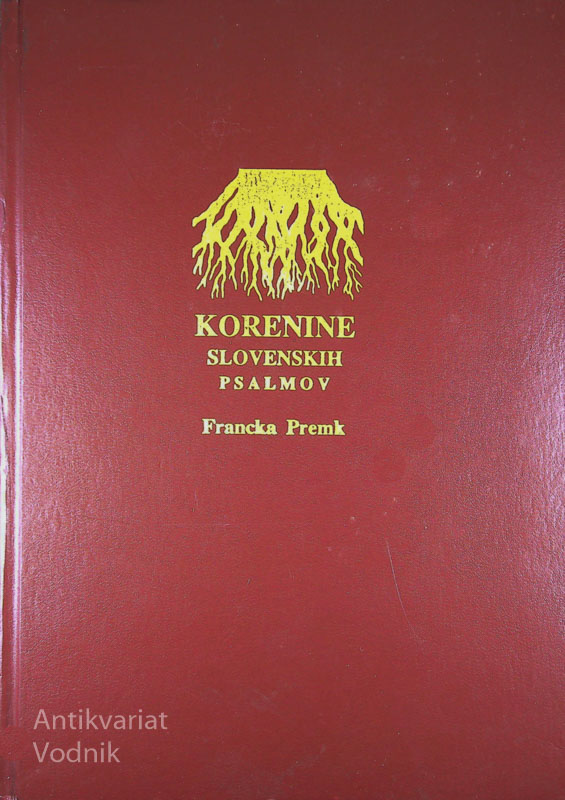 KORENINE
SLOVENSKIH
PSALMOV
Francka Premk
Antikvariat
Vodnik